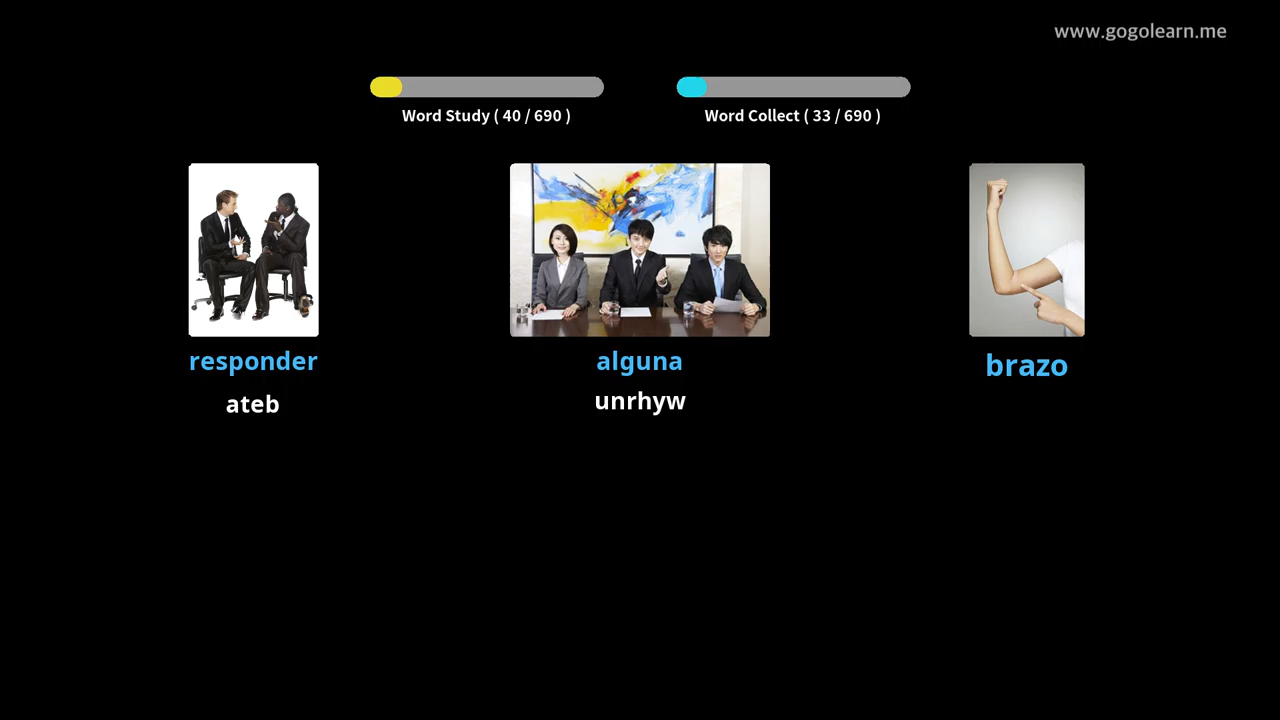 www.gogolearn.me
Word Study ( 40 / 690 )
Word Collect ( 33 / 690 )
responder
alguna
brazo
ateb
unrhyw